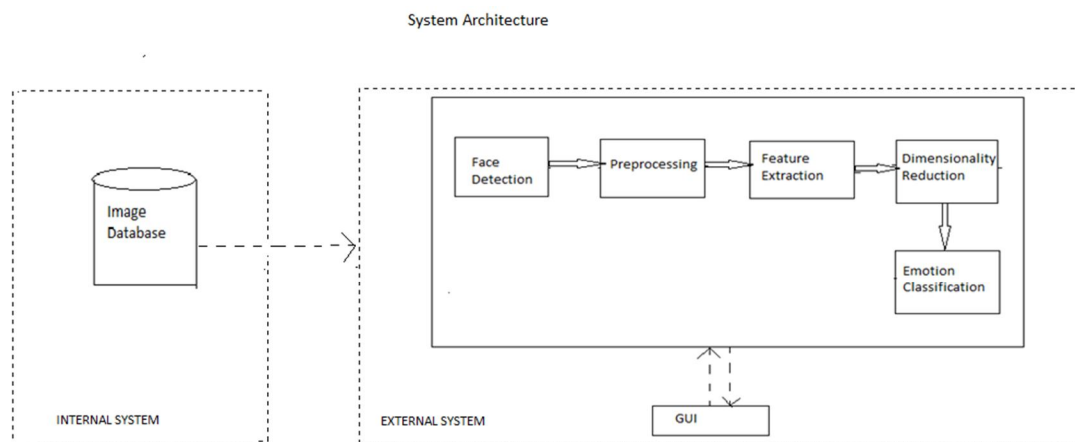 System Architecture
Image
Database
INTERNAL SYSTEM
Face
Detection
Preprocessing
Feature
Extraction
Dimensionality
Reduction
Emotion
Classification
GUI
EXTERNAL SYSTEM